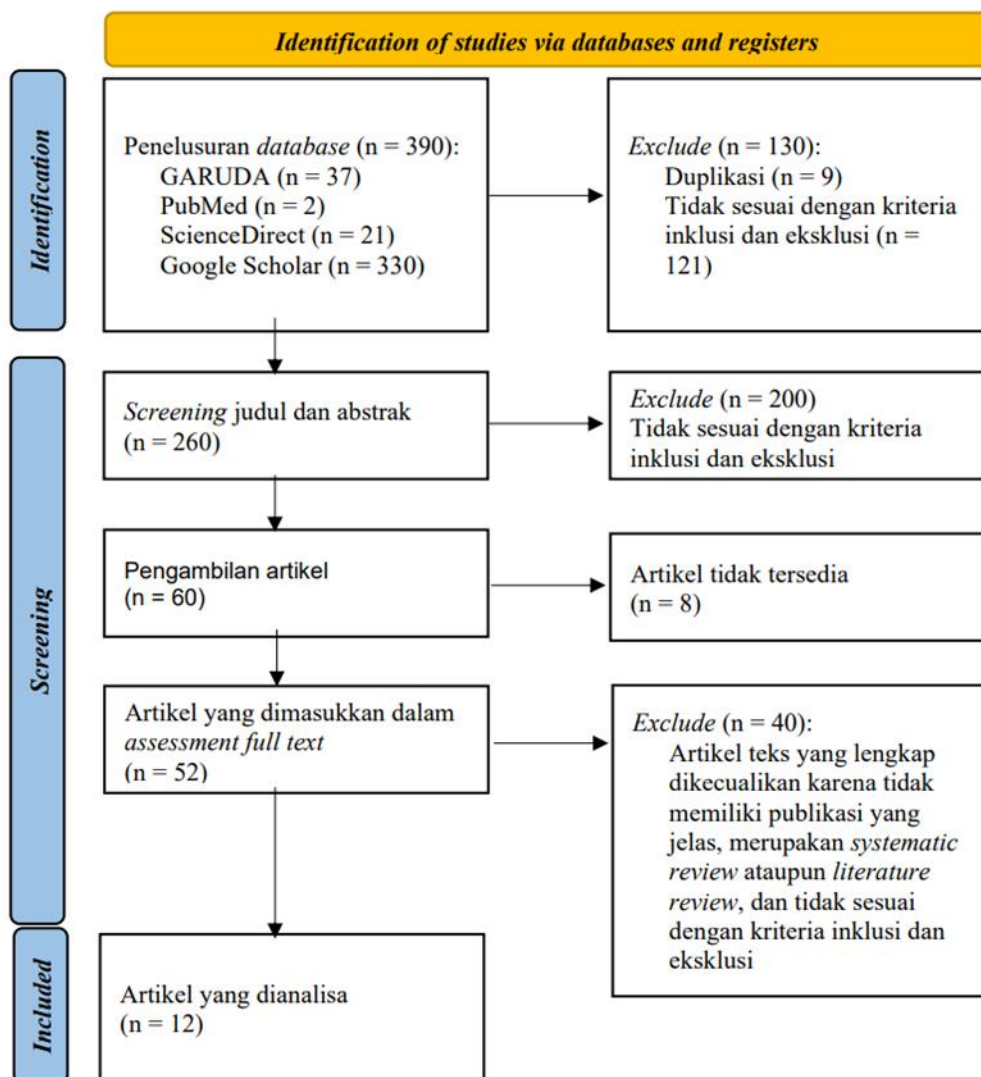 Identification of studies via databases and registers
Identification
Penelusuran database (n = 390):
GARUDA (n = 37)
PubMed (n = 2)
ScienceDirect (n = 21)
Google Scholar (n = 330)
Exclude (n = 130):
Duplikasi (n = 9)
Tidak sesuai dengan kriteria
inklusi dan eksklusi (n =
121)
Screening
Screening judul dan abstrak
(n = 260)
Exclude (n = 200)
Tidak sesuai dengan kriteria
inklusi dan eksklusi
Pengambilan artikel
(n = 60)
Artikel tidak tersedia
(n = 8)
Artikel yang dimasukkan dalam
assessment full text
(n = 52)
Exclude (n = 40):
Artikel teks yang lengkap
dikecualikan karena tidak
memiliki publikasi yang
jelas, merupakan systematic
review ataupun literature
review, dan tidak sesuai
dengan kriteria inklusi dan
eksklusi
Included
Artikel yang dianalisa
(n = 12)